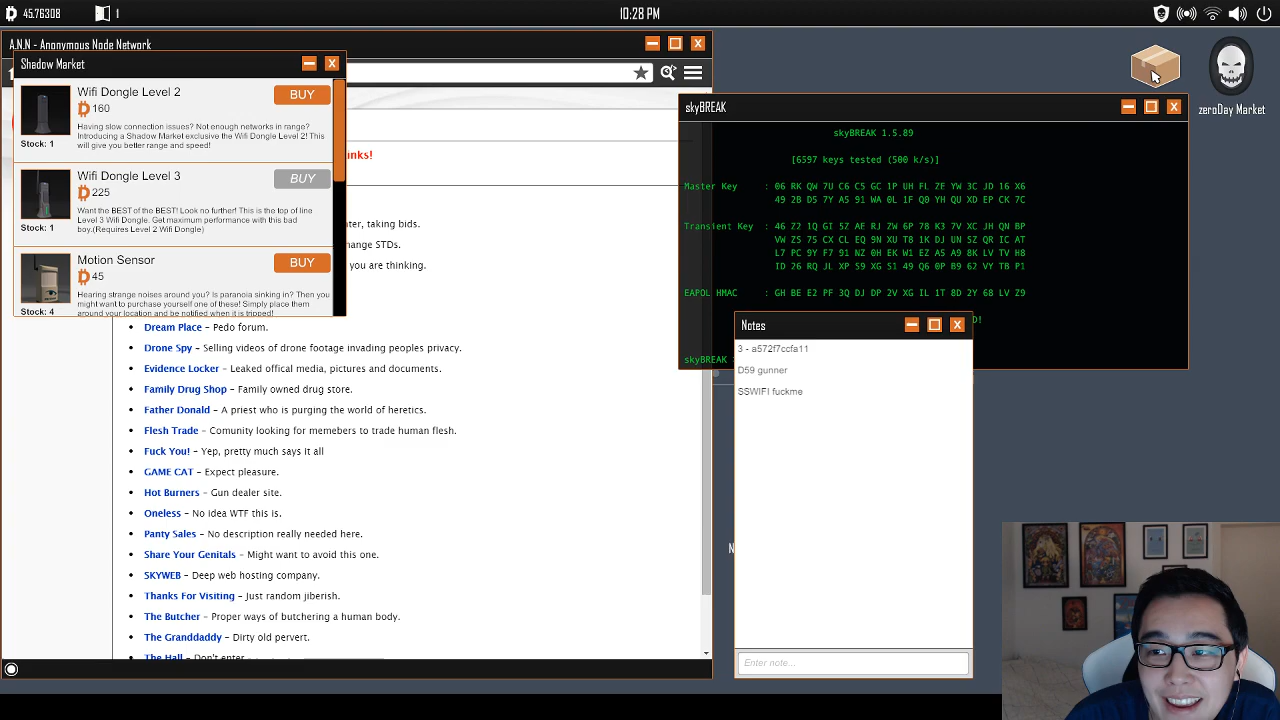 45.76308
1
10:28 PM
A.N.N - Anonymous Node Network
Shadow Market
Wifi Dongle Level 2
160
BUY
Having slow connection issues? Not enough networks in range?
Introducing a Shadow Market exclusive the Wifi Dongle Level 2! This
will give you better range and speed!
Stock: 1
Wifi Dongle Level 3
225
BUY
Want the BEST of the BEST! Look no further! This is the top of line
Level 3 Wifi Dongle. Get maximum performance with this bad
boy.(Requires Level 2 Wifi Dongle)
Stock: 1
Motion Sensor
45
BUY
Hearing strange noises around you? Is paranoia sinking in? Then you
might want to purchase yourself one of these! Simply place them
around your location and be notified when it is tripped!
Stock: 4
inks!
ter, taking bids.
hange STDs.
you are thinking.
Dream Place - Pedo forum.
Drone Spy - Selling videos of drone footage invading peoples privacy.
Evidence Locker - Leaked offical media, pictures and documents.
Family Drug Shop - Family owned drug store.
Father Donald - A priest who is purging the world of heretics.
Flesh Trade - Comunity looking for memebers to trade human flesh.
Fuck You! - Yep, pretty much says it all
GAME CAT - Expect pleasure.
Hot Burners - Gun dealer site.
Oneless - No idea WTF this is.
Panty Sales - No description really needed here.
Share Your Genitals - Might want to avoid this one.
SKYWEB - Deep web hosting company.
Thanks For Visiting - Just random jiberish.
The Butcher - Proper ways of butchering a human body.
The Granddaddy - Dirty old pervert.
The Hall - Don't enter
zeroDay Market
skyBREAK
skyBREAK 1.5.89
[6597 keys tested (500 k/s)]
Master Key : 06 RK QW 7U C6 C5 GC 1P UH FL ZE YW 3C JD 16 X6
49 2B D5 7Y A5 91 WA 0L 1F Q0 YH QU XD EP CK 7C
Transient Key : 46 Z2 1Q GI 5Z AE RJ ZW 6P 78 K3 7V XC JH QN BP
VW ZS 75 CX CL EQ 9N XU T8 1K DJ UN SZ QR IC AT
L7 PC 9Y F7 91 NZ 0H EK W1 EZ A5 A9 8K LV TV H8
ID 26 RQ JL XP S9 XG S1 49 Q6 0P B9 62 VY TB P1
EAPOL HMAC : GH BE E2 PF 3Q DJ DP 2V XG IL 1T 8D 2Y 68 LV Z9
D!
skyBREAK
Notes
3 - a572f7ccfa11
D59 gunner
SSWIFI fuckme
N
Enter note...